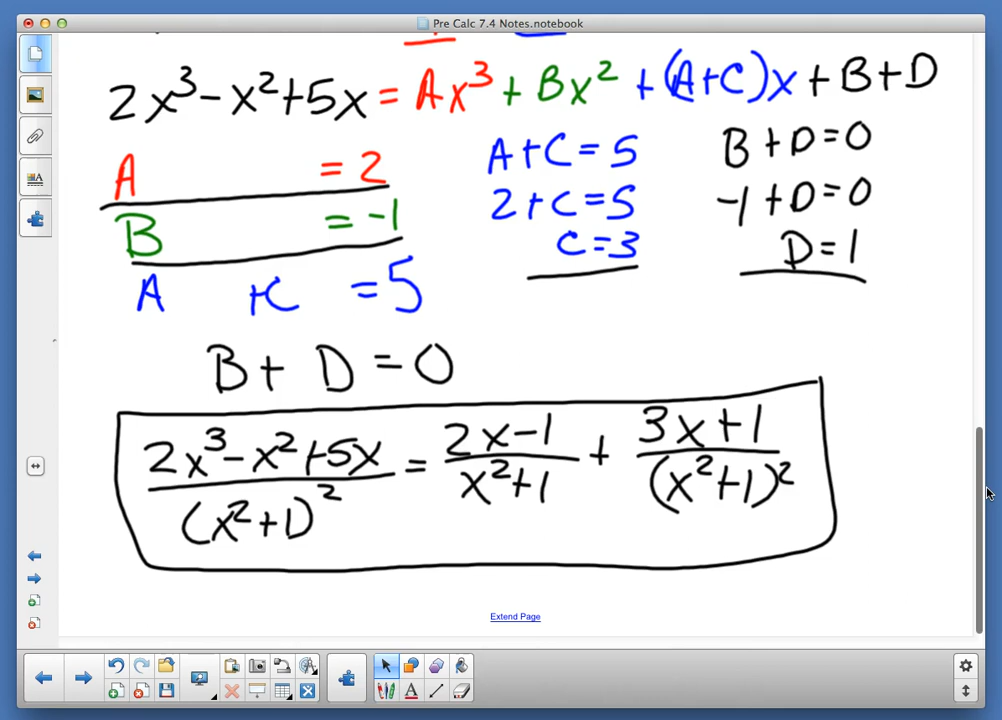 Pre Calc 7.4 Notes.notebook
2x³-x²+5x = Ax³ + Bx² + (A+C)x + B+D
A = 2
B = -1
A +C = 5
B + D = 0
A+C=5
2+C=5
C=3
B+D=0
-1+D=0
D=1
2x³-x²+5x / (x²+1)² = 2x-1 / x²+1 + 3x+1 / (x²+1)²
Extend Page